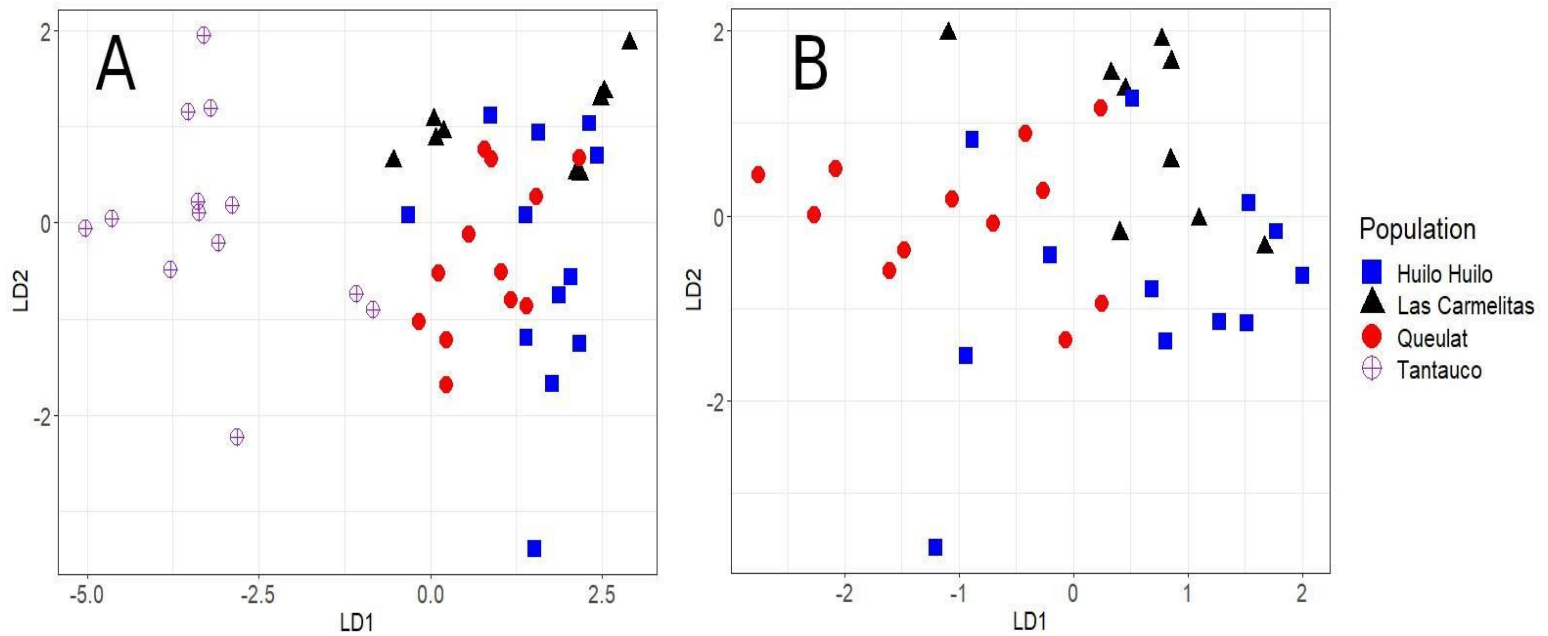 A
B
2
0
-2
LD2
-5.0 -2.5 0.0 2.5
LD1
2
0
-2
LD2
-2 -1 0 1 2
LD1
Population
Huilo Huilo
Las Carmelitas
Queulat
Tantauco